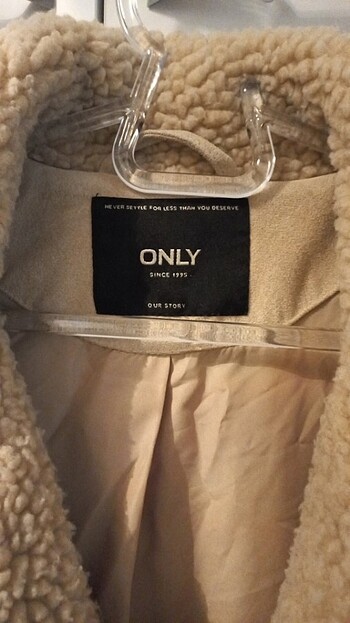 NEVER SETTLE FOR LESS THAN YOU DESERVE
ONLY
SINCE 1995
OUR STORY